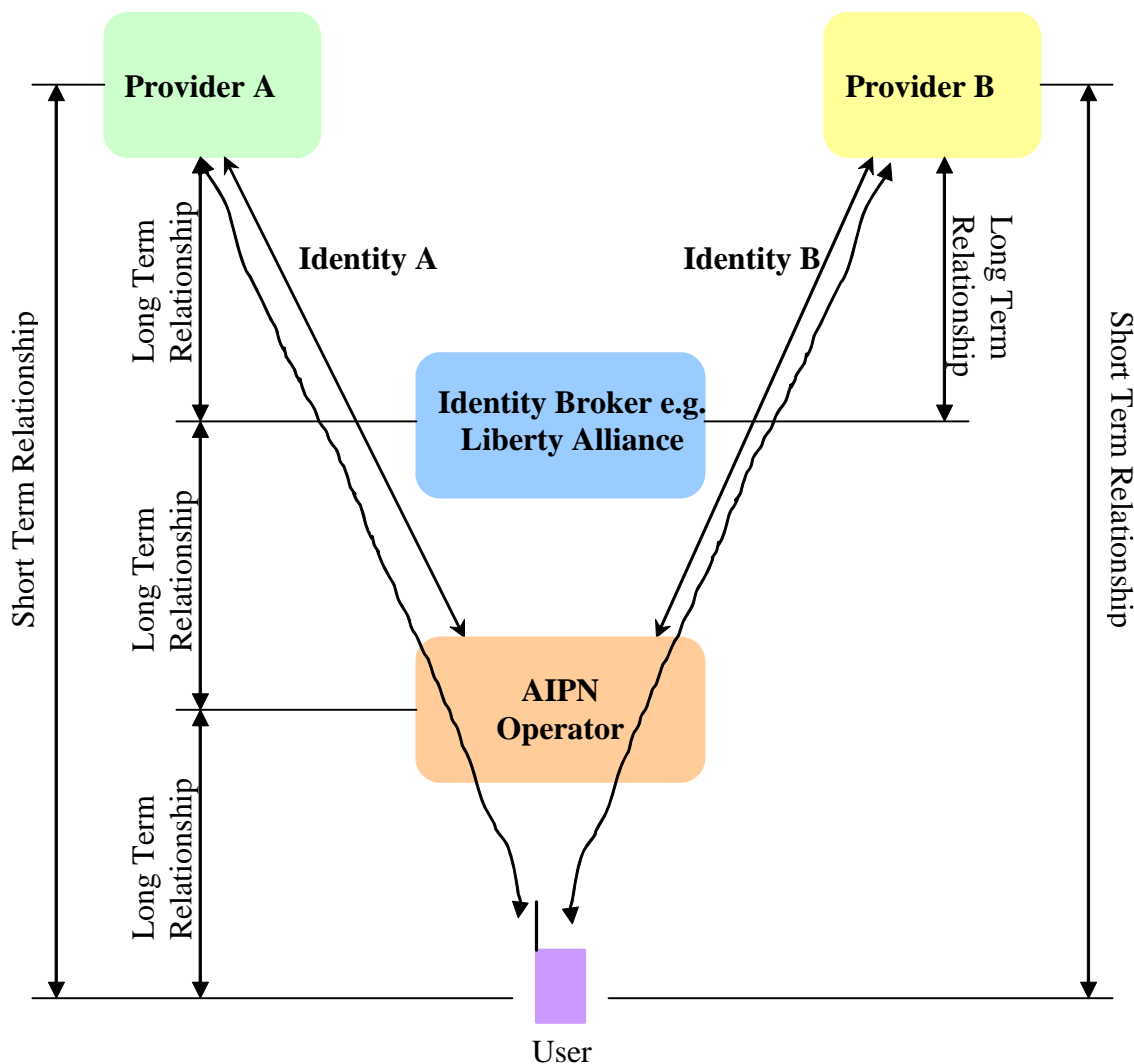 Provider A
Provider B
Long Term
Relationship
Identity A
Identity B
Long Term
Relationship
Short Term Relationship
Identity Broker e.g.
Liberty Alliance
Short Term Relationship
Long Term
Relationship
AIPN
Operator
Long Term
Relationship
User